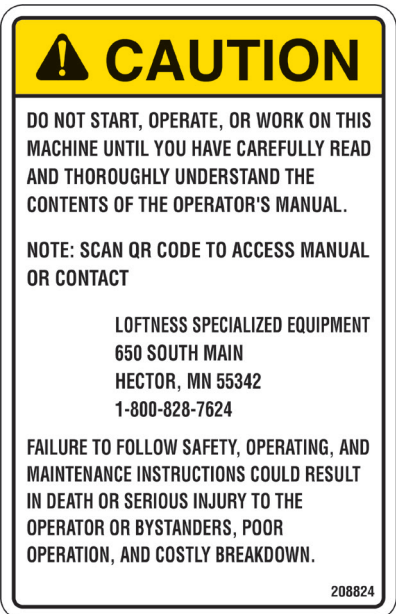 CAUTION
DO NOT START, OPERATE, OR WORK ON THIS
MACHINE UNTIL YOU HAVE CAREFULLY READ
AND THOROUGHLY UNDERSTAND THE
CONTENTS OF THE OPERATOR'S MANUAL.
NOTE: SCAN QR CODE TO ACCESS MANUAL
OR CONTACT
LOFTNESS SPECIALIZED EQUIPMENT
650 SOUTH MAIN
HECTOR, MN 55342
1-800-828-7624
FAILURE TO FOLLOW SAFETY, OPERATING, AND
MAINTENANCE INSTRUCTIONS COULD RESULT
IN DEATH OR SERIOUS INJURY TO THE
OPERATOR OR BYSTANDERS, POOR
OPERATION, AND COSTLY BREAKDOWN.
208824